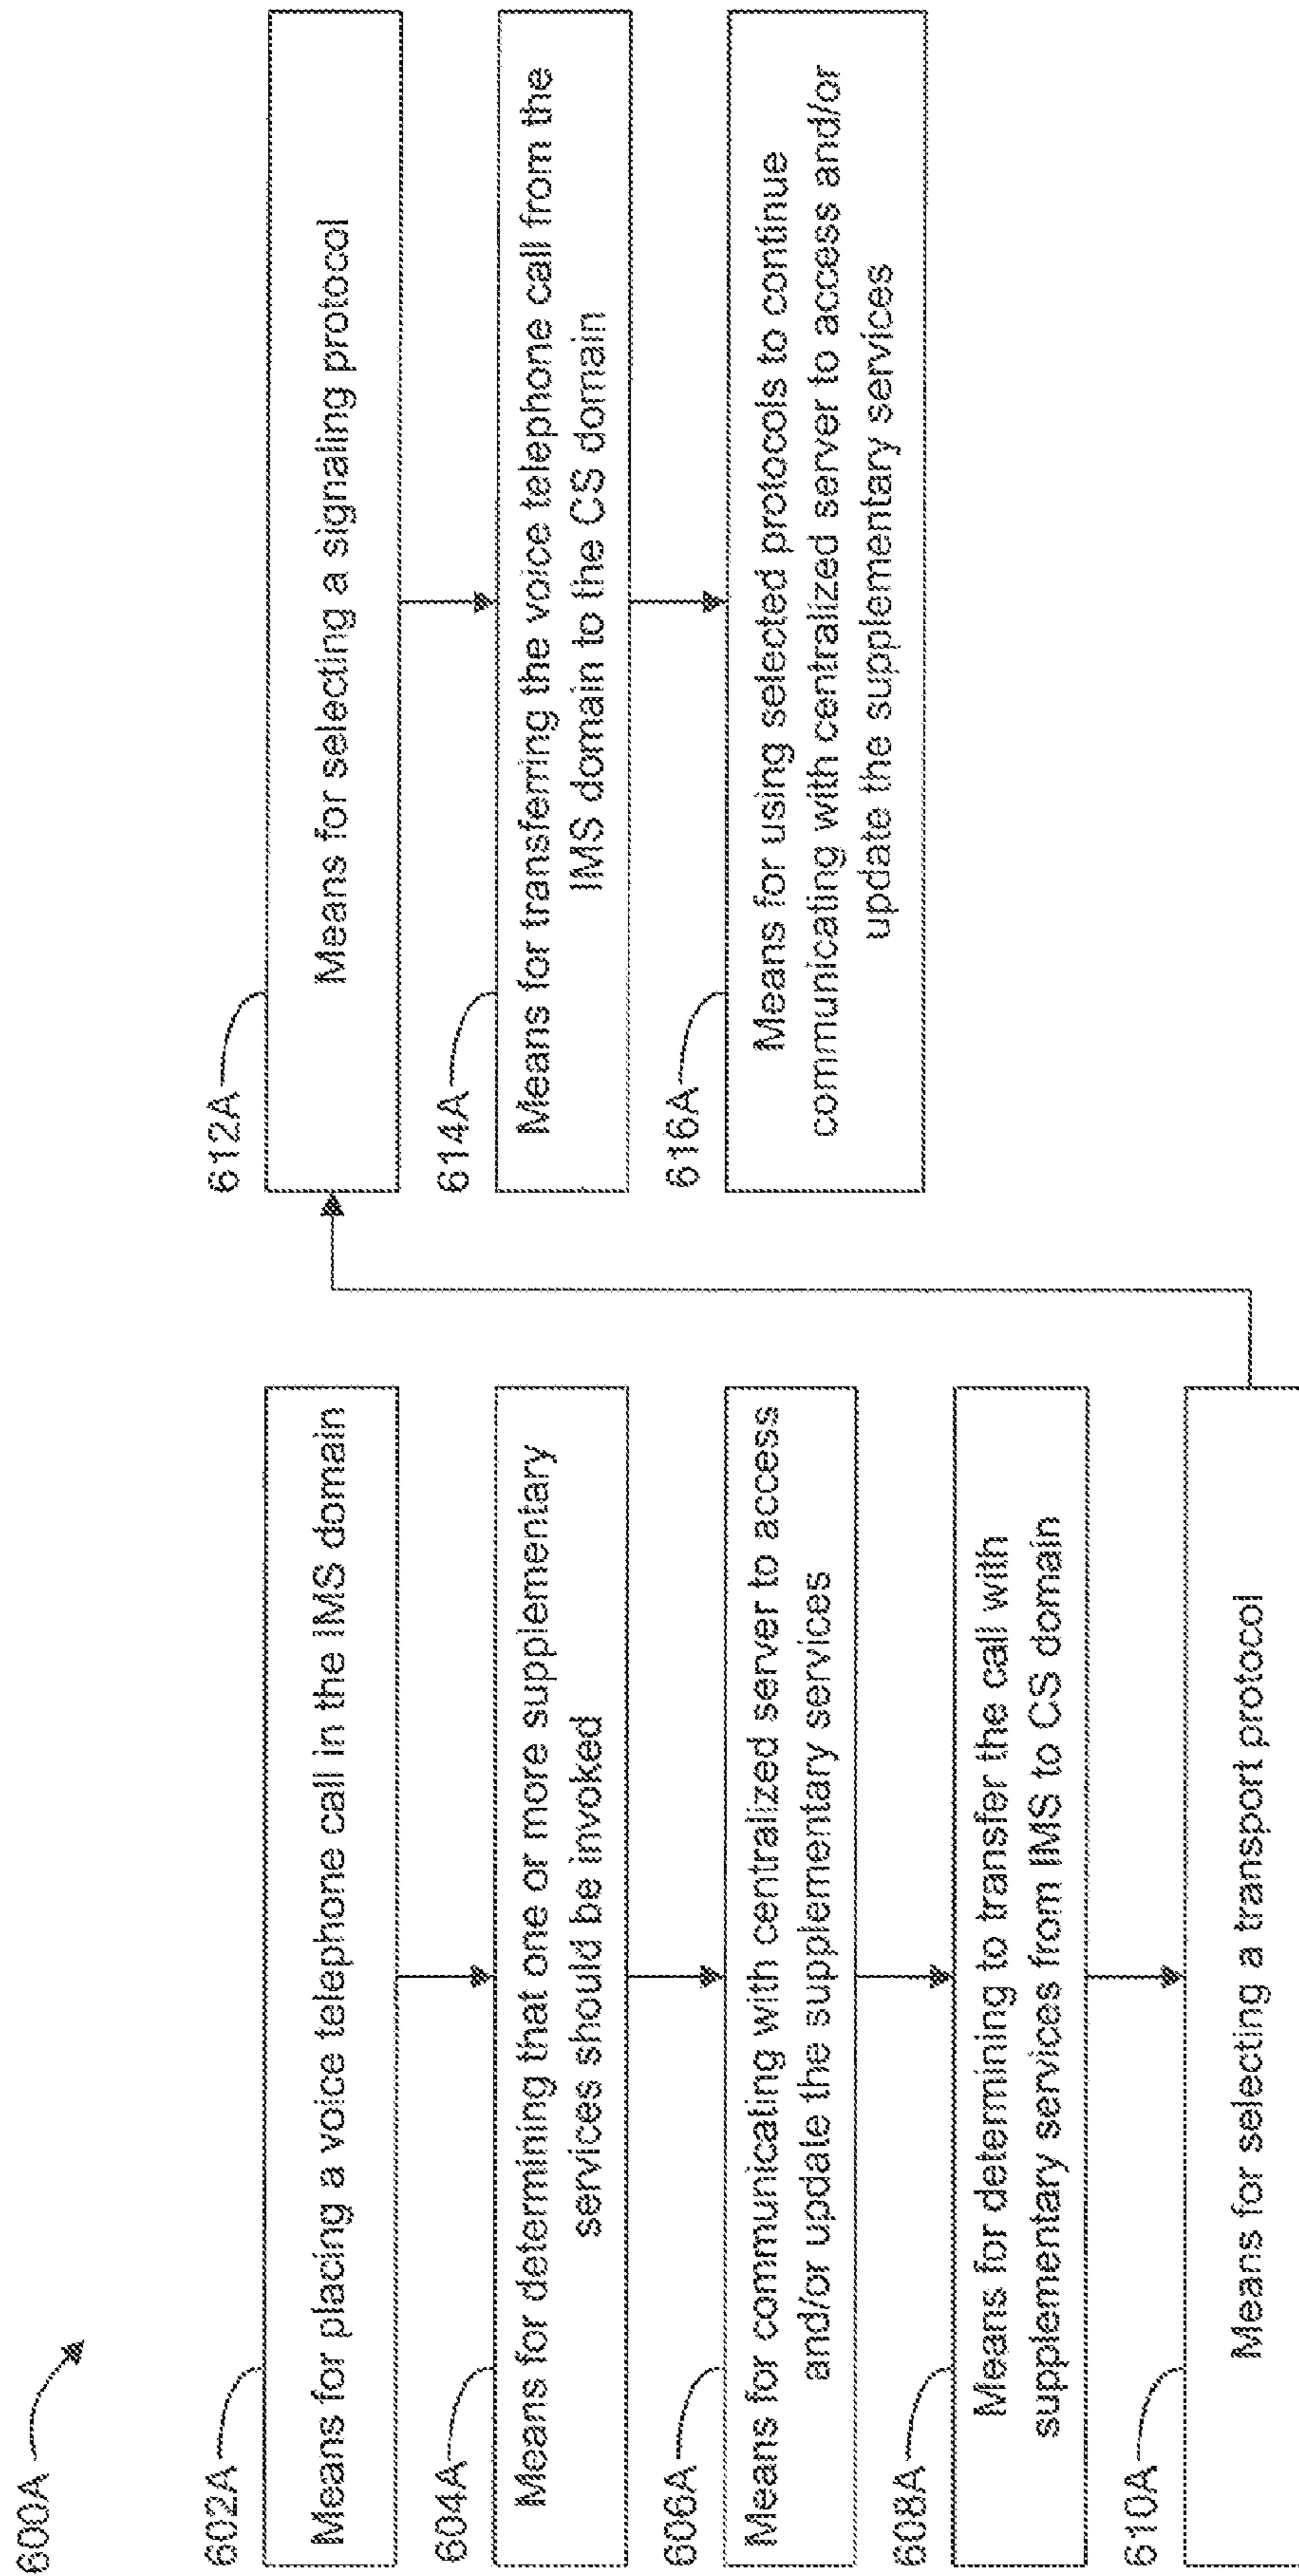 600A
602A
Means for placing a voice telephone call in the IMS domain
604A
Means for determining that one or more supplementary
services should be invoked
606A
Means for communicating with centralized server to access
and/or update the supplementary services
608A
Means for determining to transfer the call with
supplementary services from IMS to CS domain
610A
Means for selecting a transport protocol
612A
Means for selecting a signaling protocol
614A
Means for transferring the voice telephone call from the
IMS domain to the CS domain
616A
Means for using selected protocols to continue
communicating with centralized server to access and/or
update the supplementary services